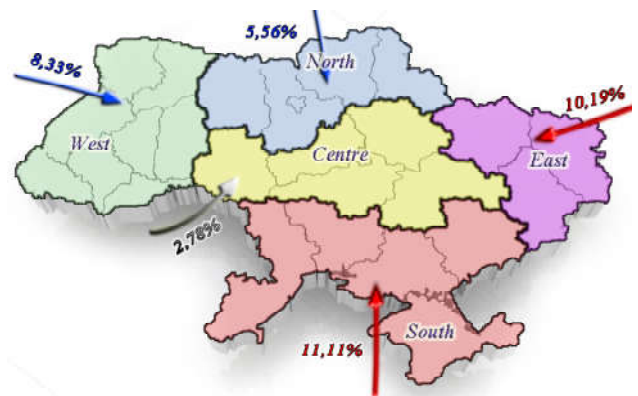 5,56%
8,33%
North
10,19%
West
Centre
East
2,78%
South
11,11%